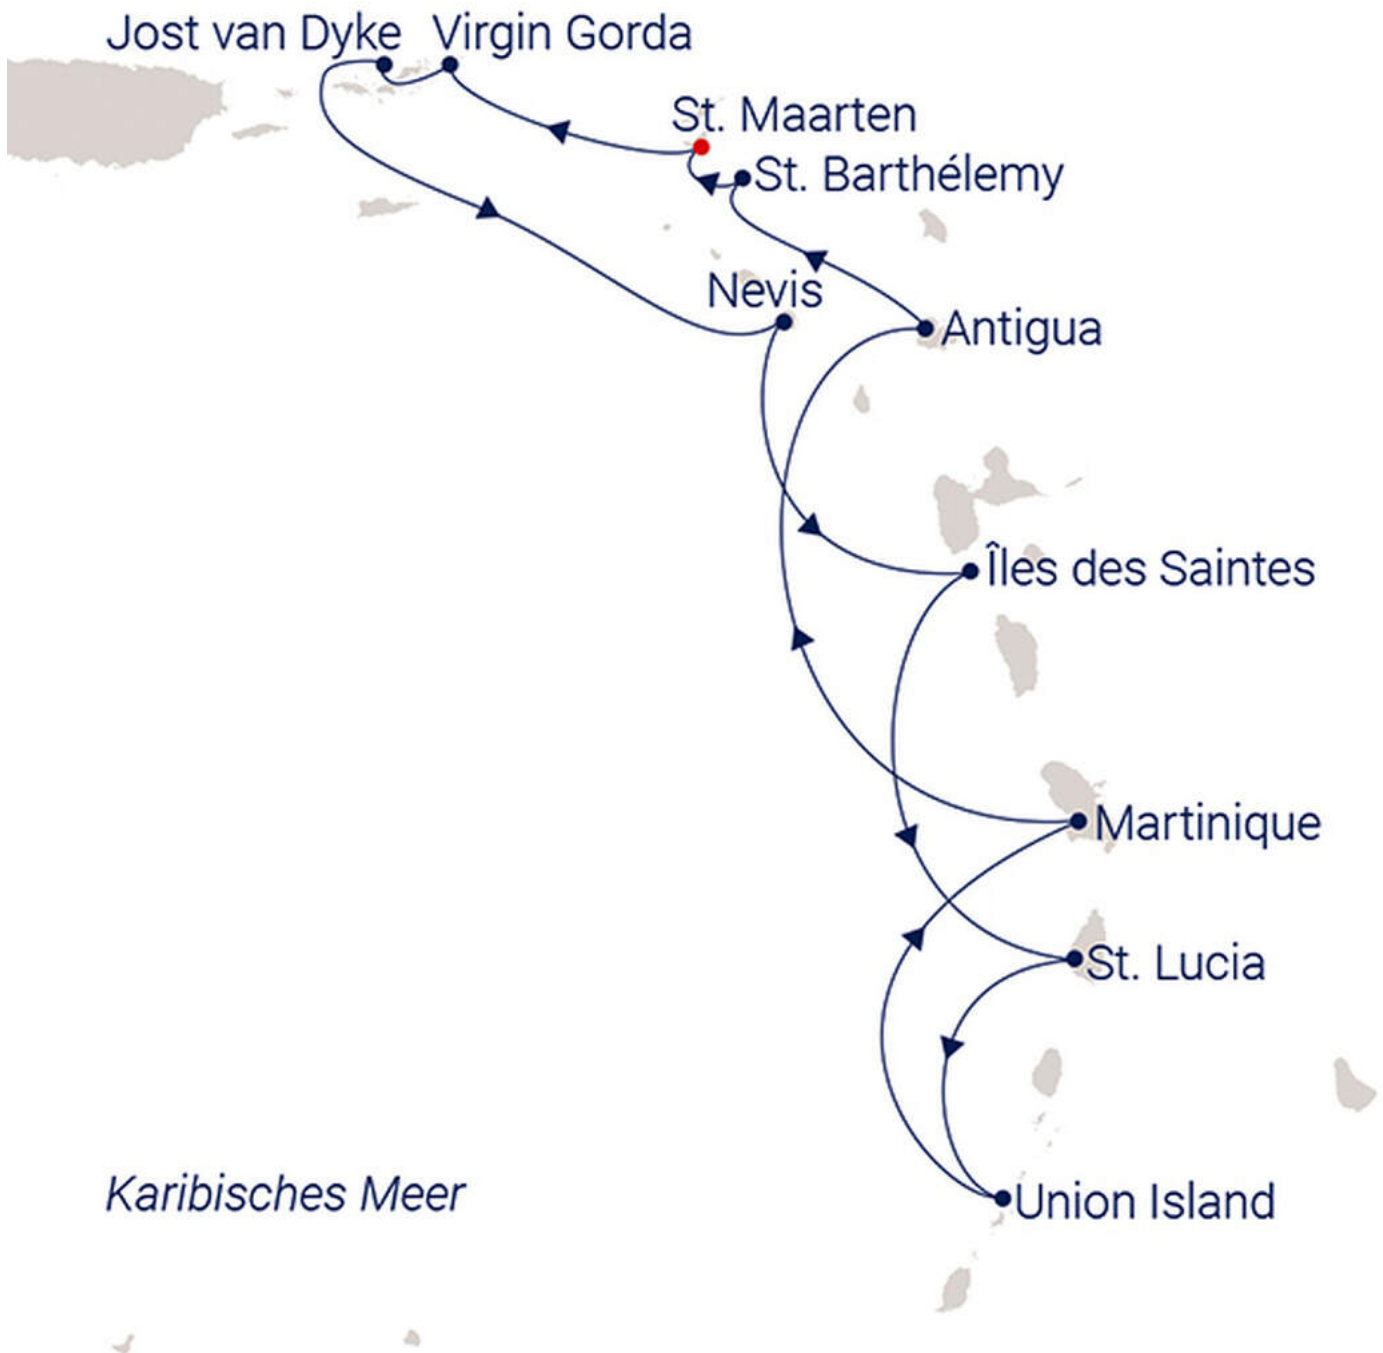 Jost van Dyke
Virgin Gorda
St. Maarten
St. Barthélemy
Nevis
Antigua
Îles des Saintes
Martinique
St. Lucia
Karibisches Meer
Union Island